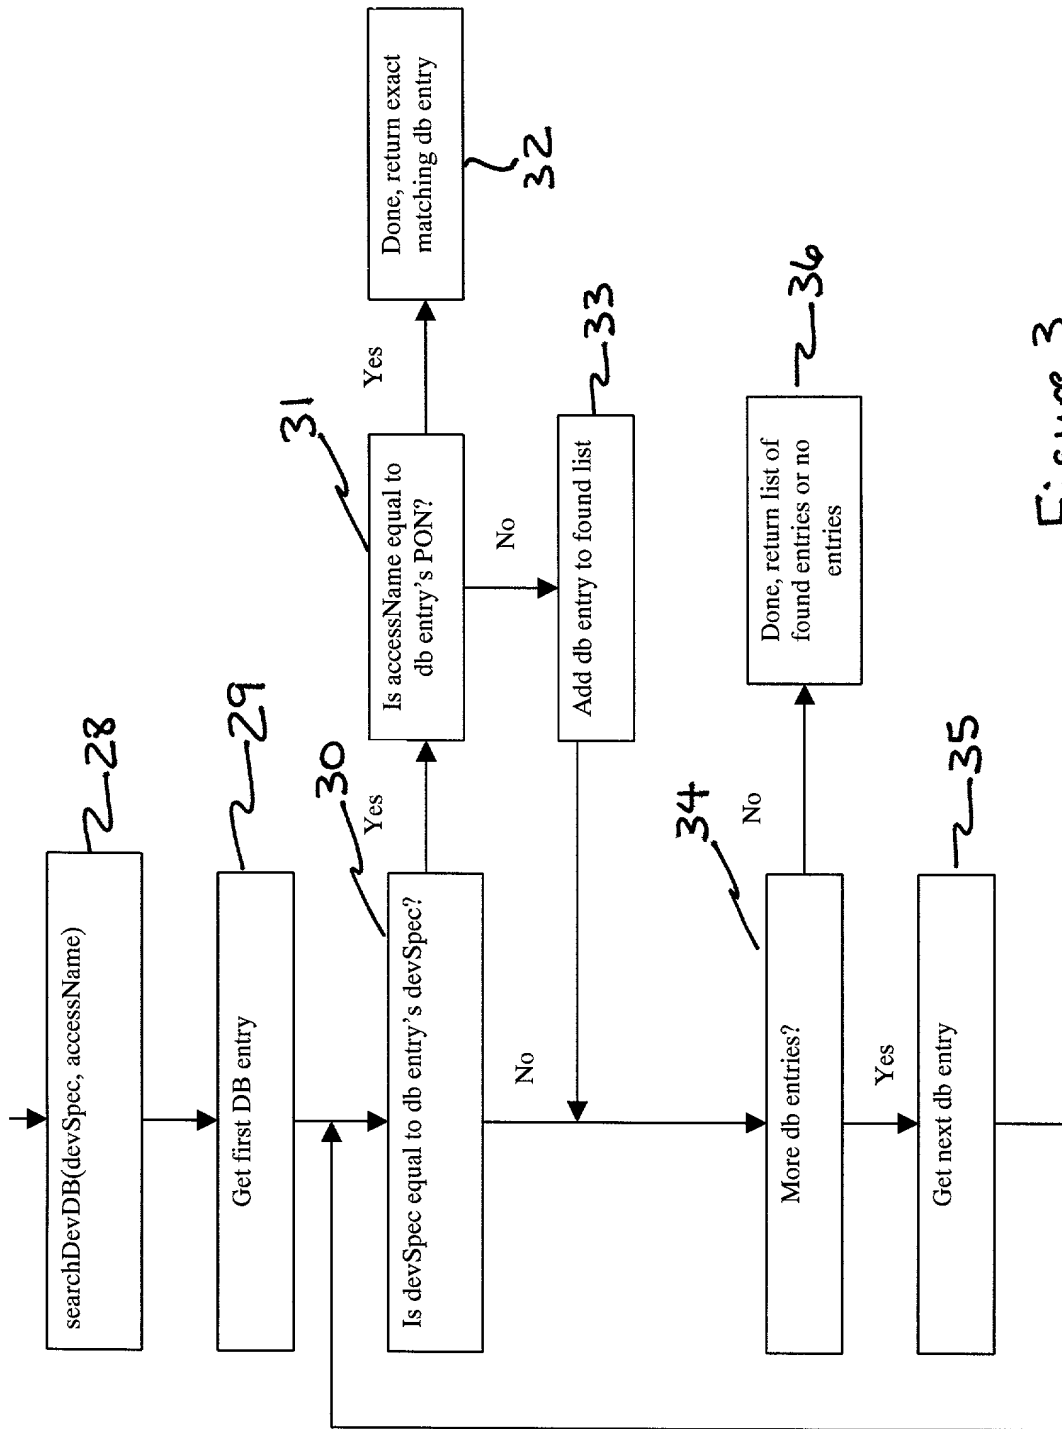 searchDevDB(devSpec, accessName)
28
Get first DB entry
29
Is devSpec equal to db entry's devSpec?
30
Yes
Is accessName equal to
db entry's PON?
31
Yes
Done, return exact
matching db entry
32
No
No
Add db entry to found list
33
More db entries?
34
No
Done, return list of
found entries or no
entries
36
Yes
Get next db entry
35
Figure 3